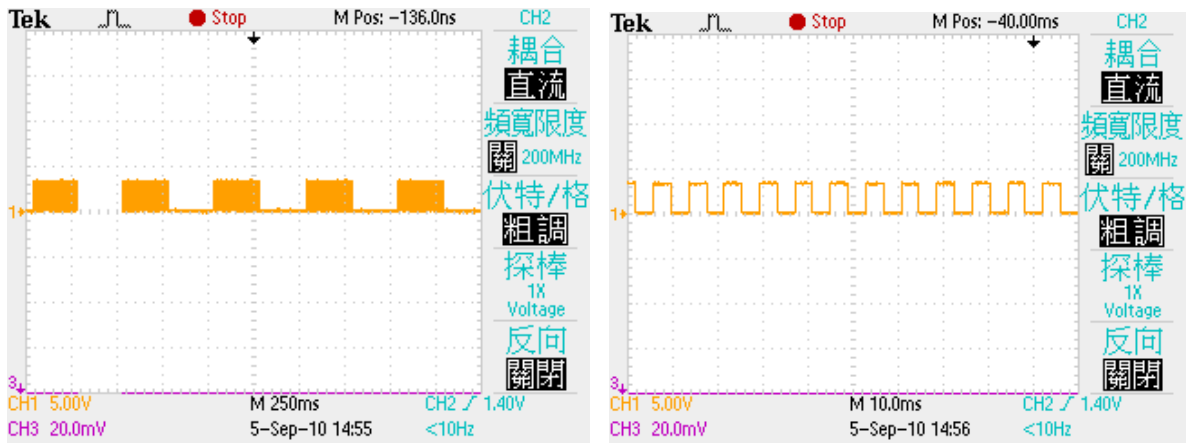 Tek Stop M Pos: -136.0ns CH2
耦合
直流
頻寬限度
關 200MHz
伏特/格
粗調
探棒
1X
Voltage
反向
關閉
1
3
CH1 5.00V M 250ms CH2 1.40V
CH3 20.0mV 5-Sep-10 14:55 <10Hz
Tek Stop M Pos: -40.00ms CH2
耦合
直流
頻寬限度
關 200MHz
伏特/格
粗調
探棒
1X
Voltage
反向
關閉
1
3
CH1 5.00V M 10.0ms CH2 1.40V
CH3 20.0mV 5-Sep-10 14:56 <10Hz